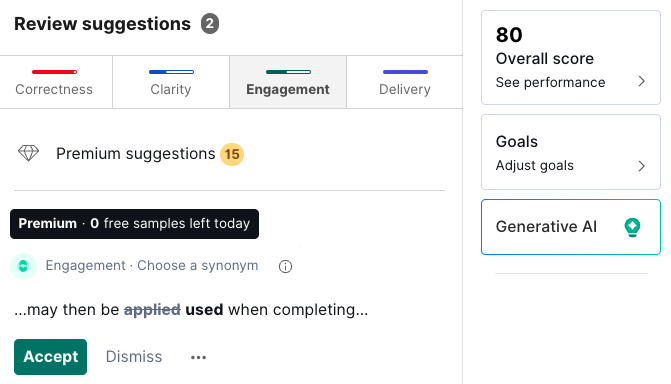 Review suggestions 2
Correctness
Clarity
Engagement
Delivery
Premium suggestions 15
Premium · 0 free samples left today
Engagement · Choose a synonym
...may then be applied used when completing...
Accept
Dismiss
80
Overall score
See performance
Goals
Adjust goals
Generative AI